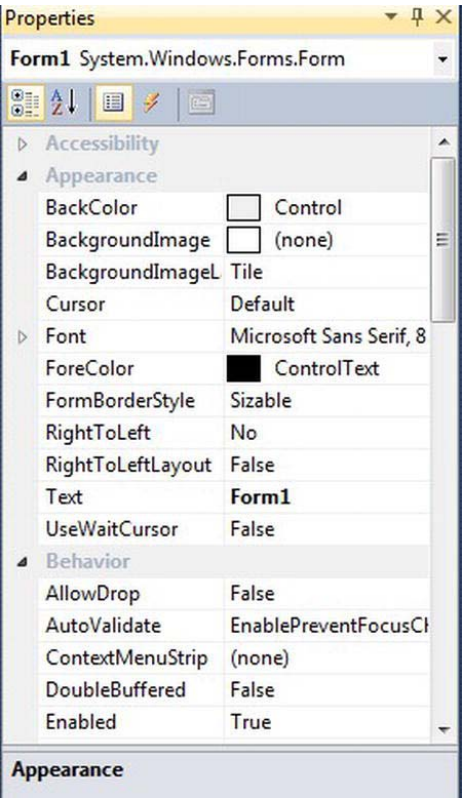 Properties
Form1 System.Windows.Forms.Form
A Z
Accessibility
Appearance
BackColor Control
BackgroundImage (none)
BackgroundImageL Tile
Cursor Default
Font Microsoft Sans Serif, 8
ForeColor ControlText
FormBorderStyle Sizable
RightToLeft No
RightToLeftLayout False
Text Form1
UseWaitCursor False
Behavior
AllowDrop False
AutoValidate EnablePreventFocusCh
ContextMenuStrip (none)
DoubleBuffered False
Enabled True
Appearance